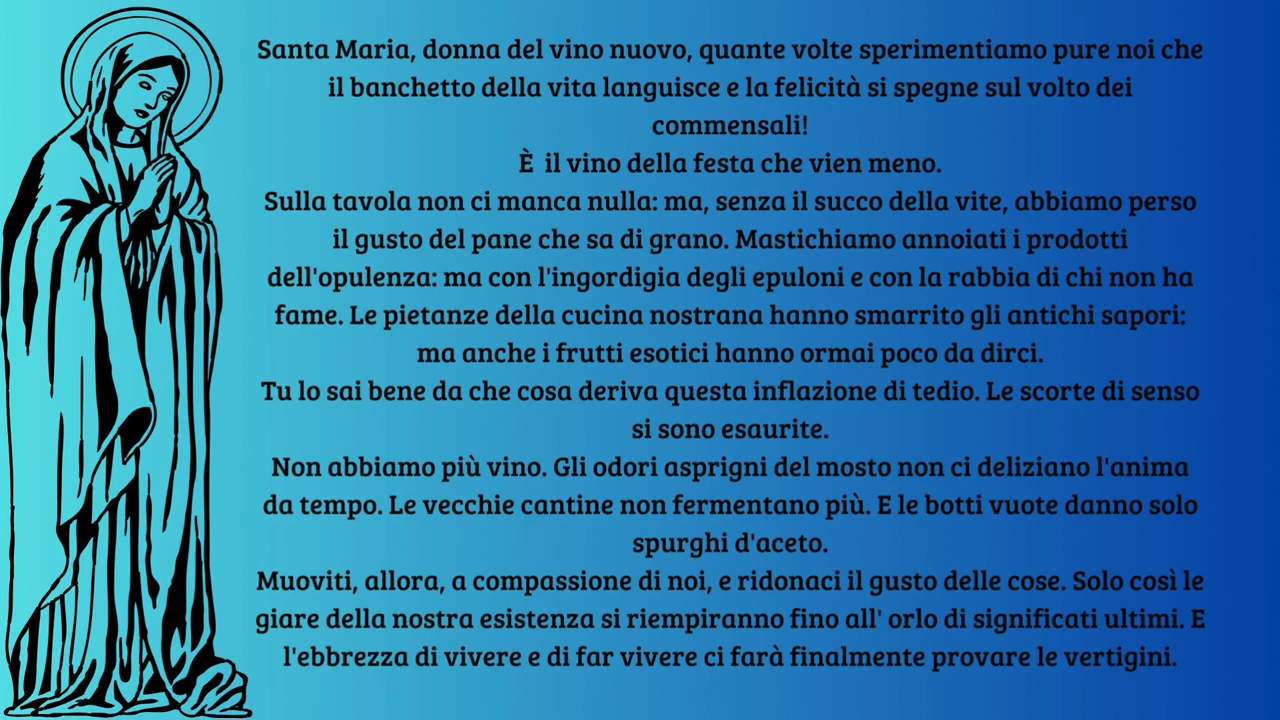 Santa Maria, donna del vino nuovo, quante volte sperimentiamo pure noi che
il banchetto della vita languisce e la felicità si spegne sul volto dei
commensali!
È  il vino della festa che vien meno.
Sulla tavola non ci manca nulla: ma, senza il succo della vite, abbiamo perso
il gusto del pane che sa di grano. Mastichiamo annoiati i prodotti
dell'opulenza: ma con l'ingordigia degli epuloni e con la rabbia di chi non ha
fame. Le pietanze della cucina nostrana hanno smarrito gli antichi sapori:
ma anche i frutti esotici hanno ormai poco da dirci.
Tu lo sai bene da che cosa deriva questa inflazione di tedio. Le scorte di senso
si sono esaurite.
Non abbiamo più vino. Gli odori asprigni del mosto non ci deliziano l'anima
da tempo. Le vecchie cantine non fermentano più. E le botti vuote danno solo
spurghi d'aceto.
Muoviti, allora, a compassione di noi, e ridonaci il gusto delle cose. Solo così le
giare della nostra esistenza si riempiranno fino all' orlo di significati ultimi. E
l'ebbrezza di vivere e di far vivere ci farà finalmente provare le vertigini.